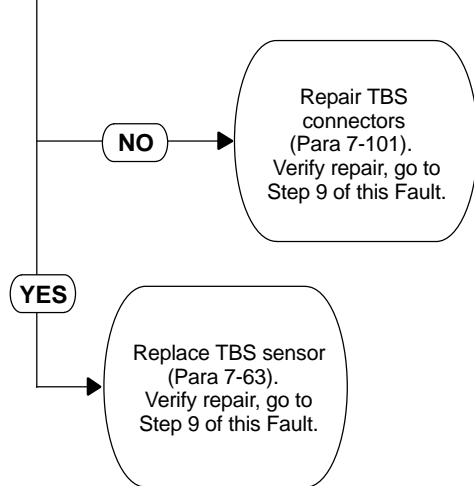 NO
Repair TBS
connectors
(Para 7-101).
Verify repair, go to
Step 9 of this Fault.
YES
Replace TBS sensor
(Para 7-63).
Verify repair, go to
Step 9 of this Fault.